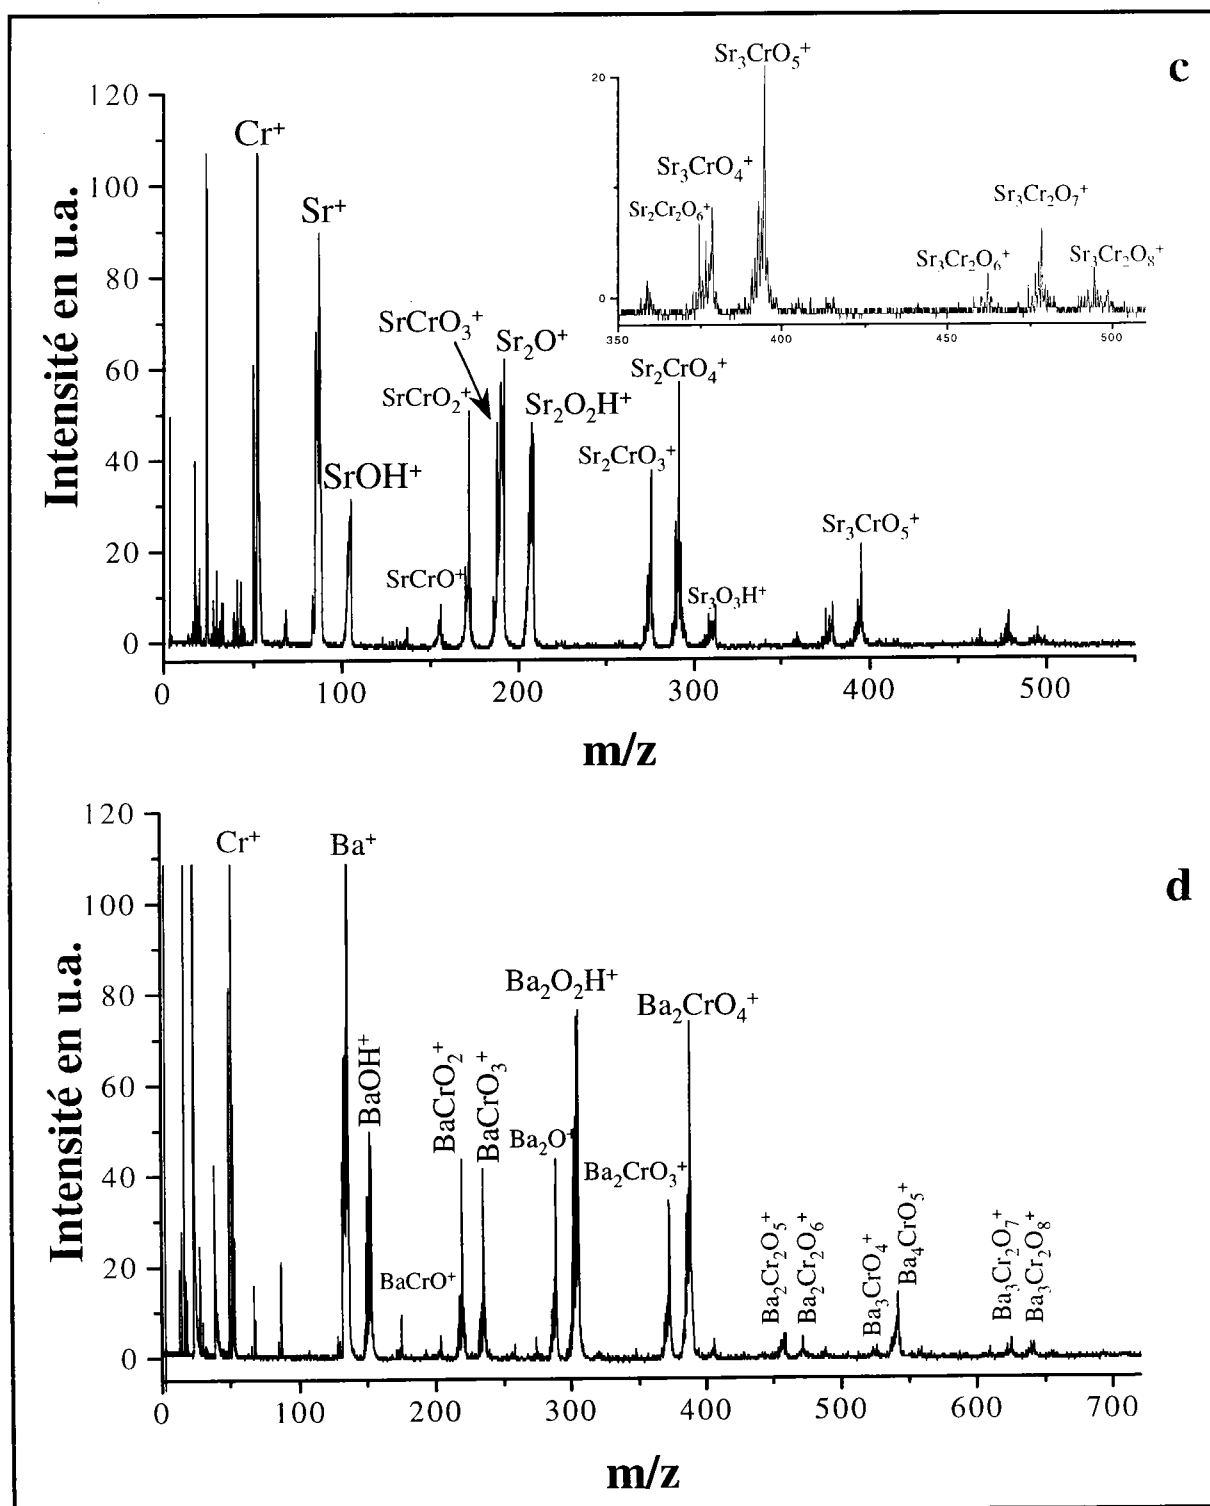 c
Sr₃CrO₅⁺
20
120
Cr⁺
Sr₃CrO₄⁺
Sr₃Cr₂O₇⁺
100
10
Sr⁺
Sr₂Cr₂O₆⁺
Sr₃Cr₂O₆⁺
Sr₃Cr₂O₈⁺
80
0
SrCrO₃⁺
Sr₂O⁺
350
400
450
500
60
Sr₂CrO₄⁺
SrCrO₂⁺
Sr₂O₂H⁺
40
SrOH⁺
Sr₂CrO₃⁺
20
SrCrO⁺
Sr₃O₃H⁺
Sr₃CrO₅⁺
0
Intensité en u.a.
0
100
200
300
400
500
m/z
d
120
Cr⁺
Ba⁺
100
Ba₂O₂H⁺
Ba₂CrO₄⁺
80
BaOH⁺
BaCrO₂⁺
BaCrO₃⁺
60
Ba₂O⁺
Ba₂CrO₃⁺
40
BaCrO⁺
Ba₂Cr₂O₅⁺
Ba₂Cr₂O₆⁺
Ba₃CrO₄⁺
Ba₄CrO₅⁺
Ba₃Cr₂O₇⁺
Ba₃Cr₂O₈⁺
20
0
Intensité en u.a.
0
100
200
300
400
500
600
700
m/z